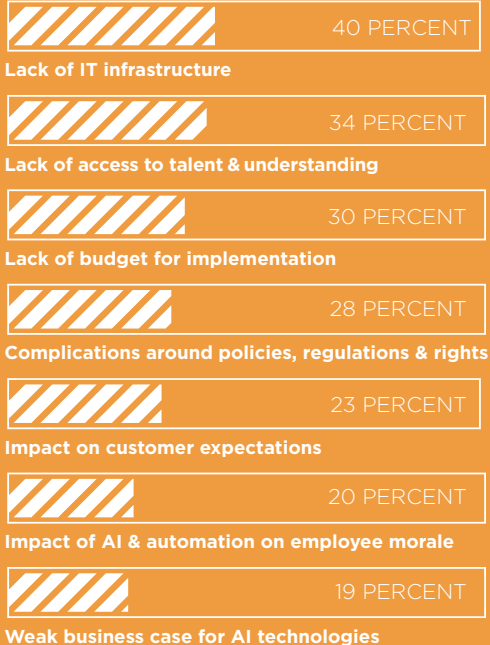 40 PERCENT
Lack of IT infrastructure
34 PERCENT
Lack of access to talent & understanding
30 PERCENT
Lack of budget for implementation
28 PERCENT
Complications around policies, regulations & rights
23 PERCENT
Impact on customer expectations
20 PERCENT
Impact of AI & automation on employee morale
19 PERCENT
Weak business case for AI technologies